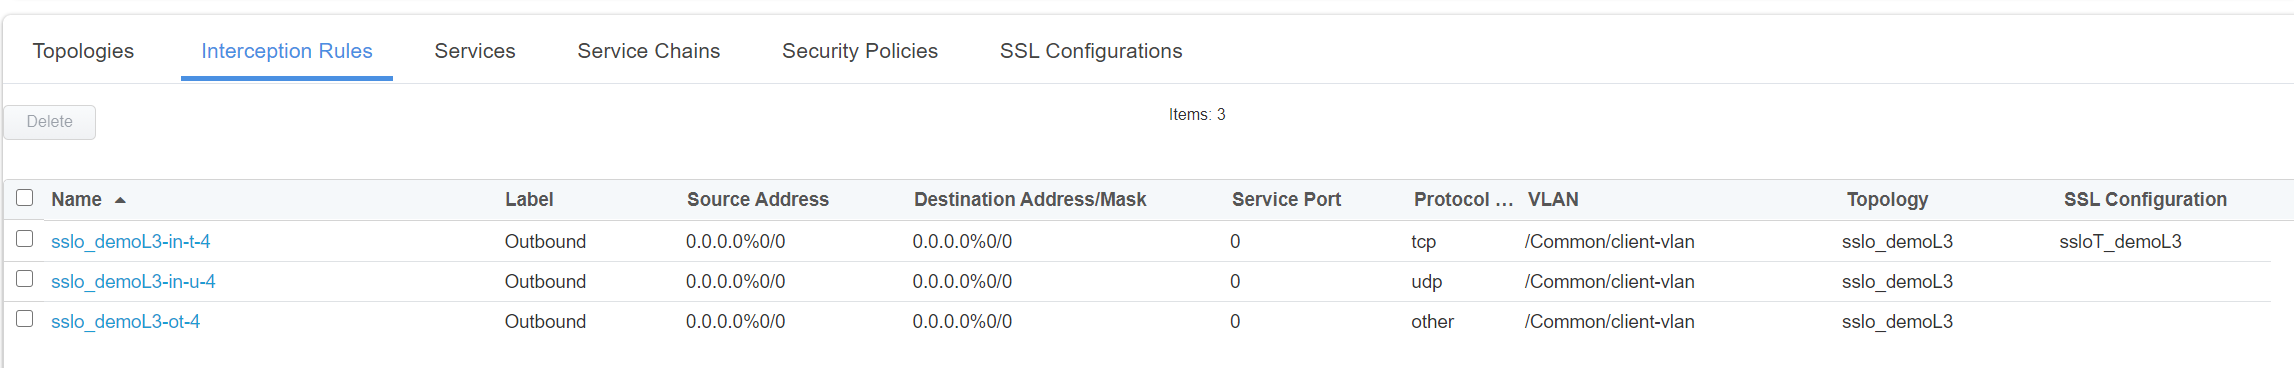 Topologies Interception Rules Services Service Chains Security Policies SSL Configurations
Delete Items: 3
Name Label Source Address Destination Address/Mask Service Port Protocol ... VLAN Topology SSL Configuration
sslo_demoL3-in-t-4 Outbound 0.0.0.0%0/0 0.0.0.0%0/0 0 tcp /Common/client-vlan sslo_demoL3 ssloT_demoL3
sslo_demoL3-in-u-4 Outbound 0.0.0.0%0/0 0.0.0.0%0/0 0 udp /Common/client-vlan sslo_demoL3
sslo_demoL3-ot-4 Outbound 0.0.0.0%0/0 0.0.0.0%0/0 0 other /Common/client-vlan sslo_demoL3